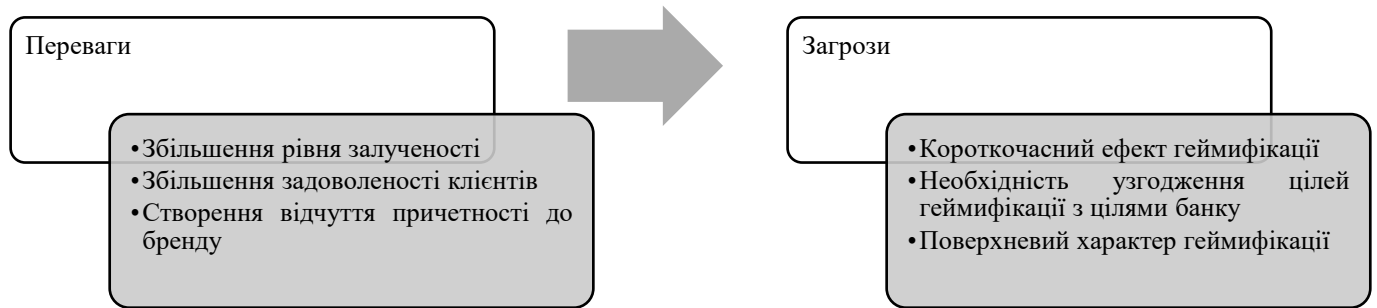 Переваги
•Збільшення рівня залученості
•Збільшення задоволеності клієнтів
•Створення відчуття причетності до
бренду
Загрози
•Короткочасний ефект геймифікації
•Необхідність узгодження цілей
геймифікації з цілями банку
•Поверхневий характер геймифікації